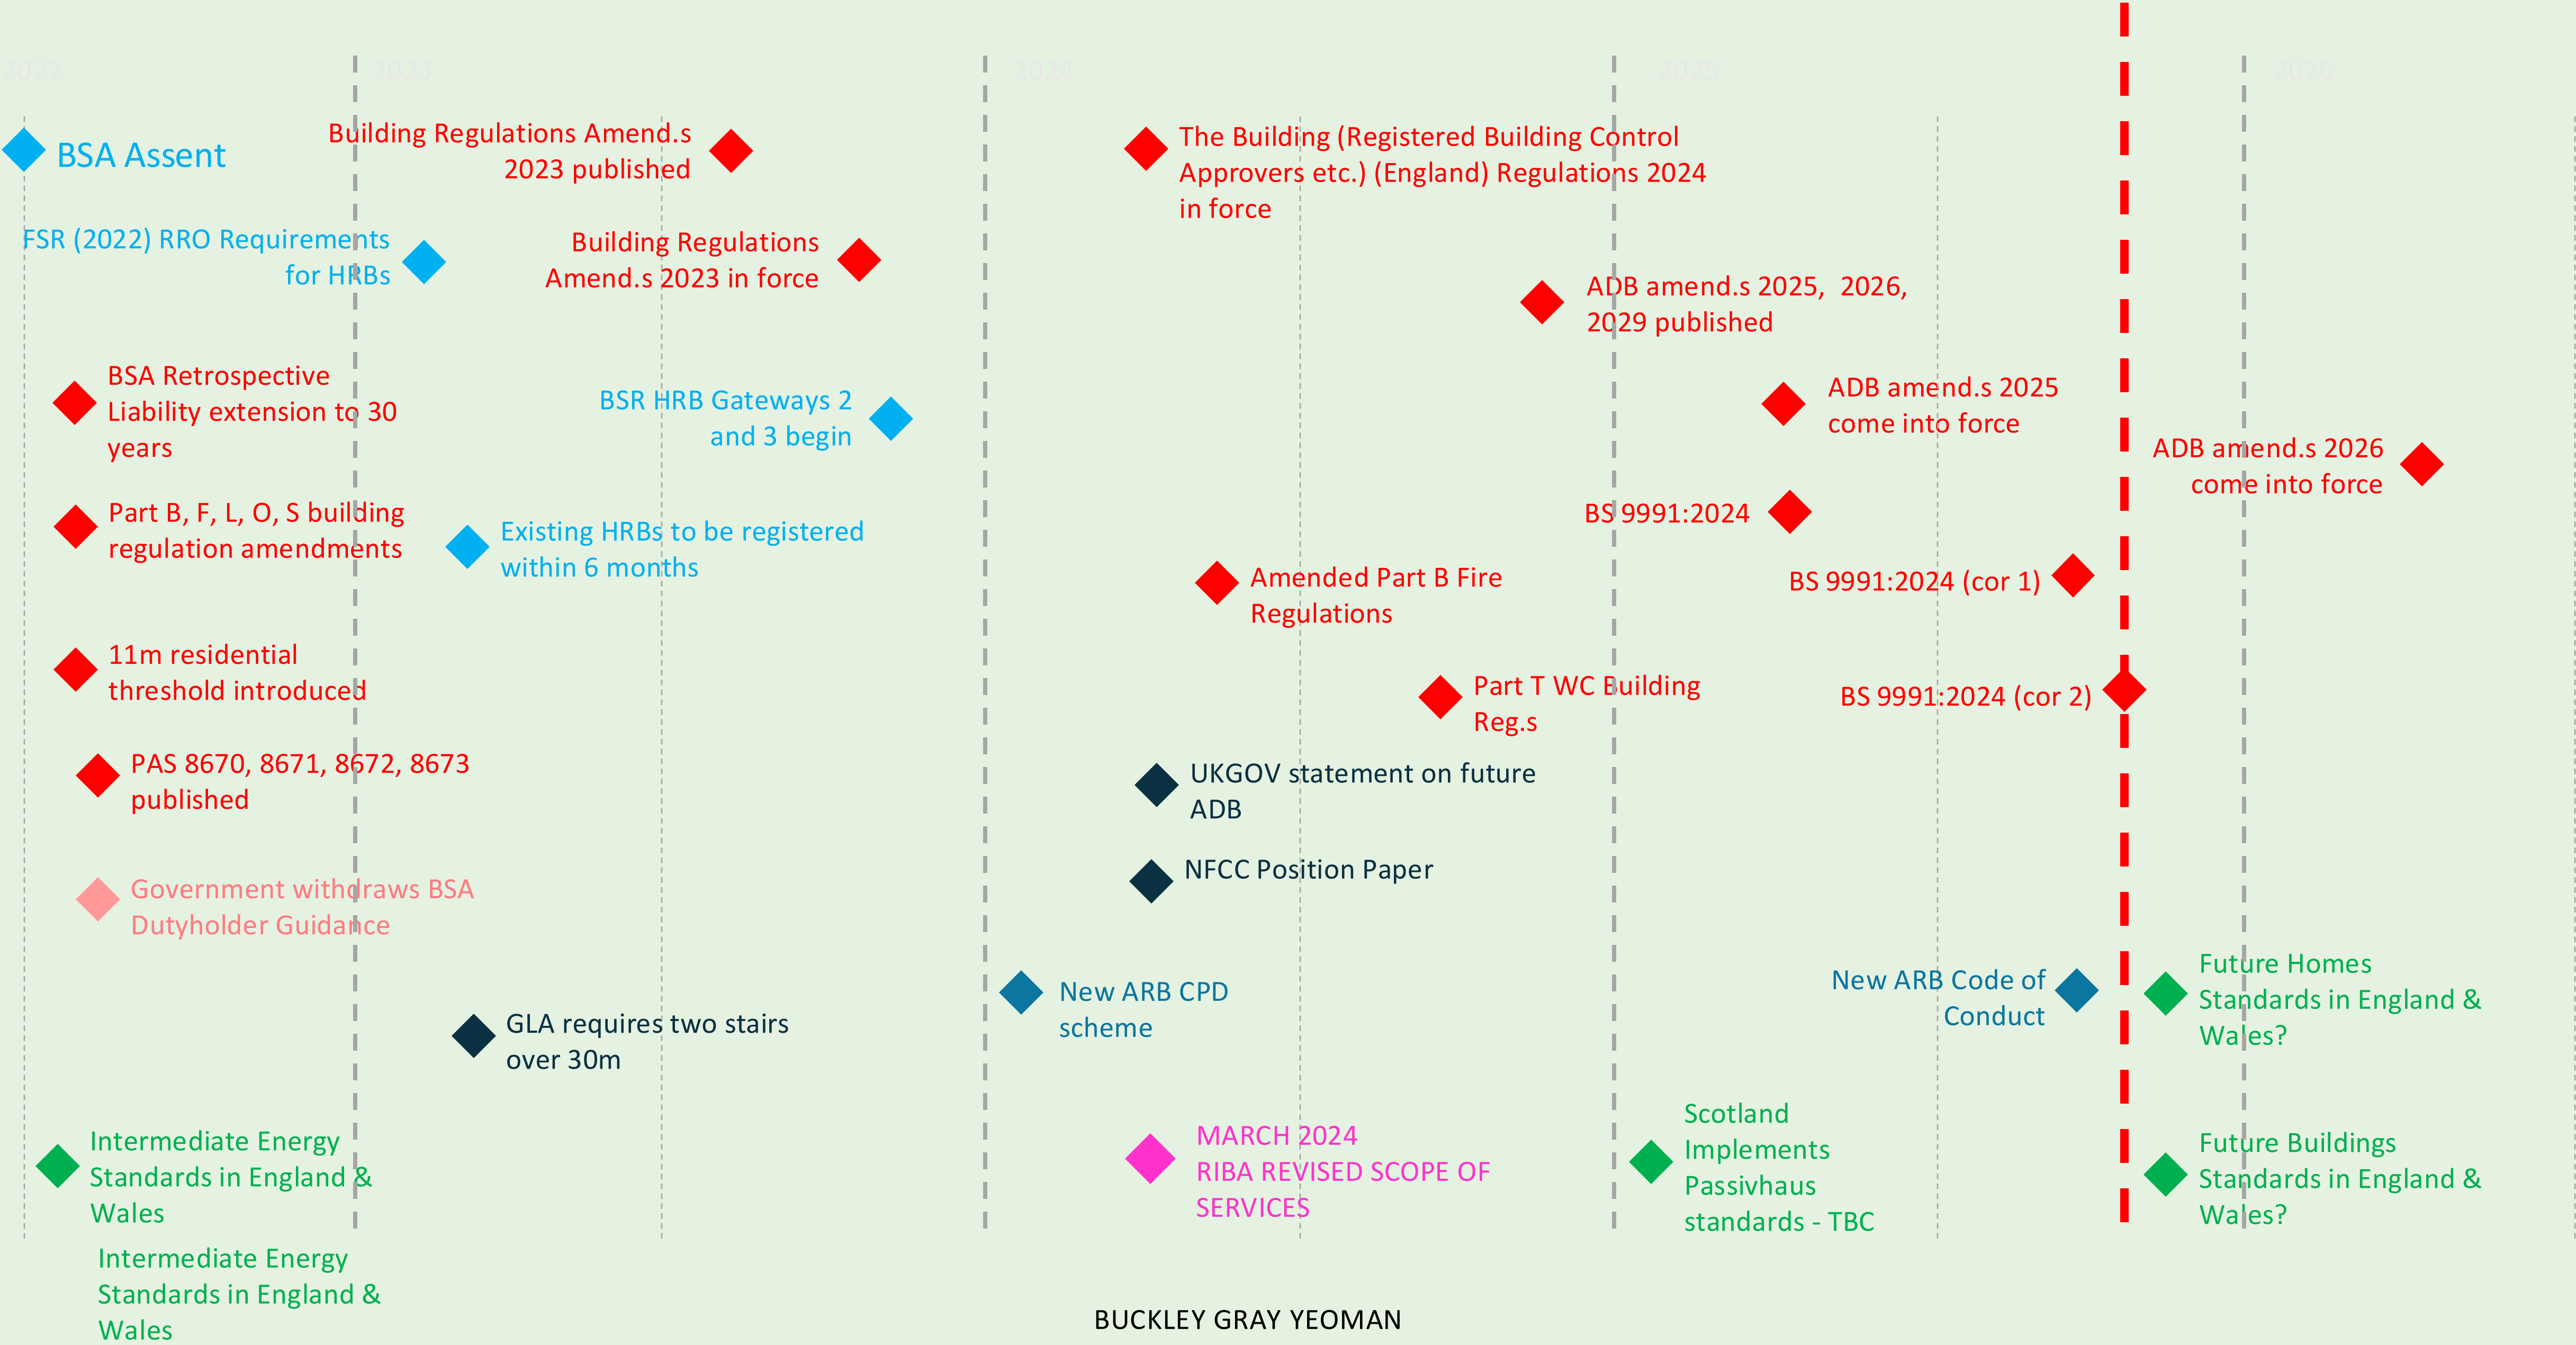 2022
2023
2024
2025
2026
BSA Assent
Building Regulations Amend.s
2023 published
The Building (Registered Building Control
Approvers etc.) (England) Regulations 2024
in force
FSR (2022) RRO Requirements
for HRBs
Building Regulations
Amend.s 2023 in force
ADB amend.s 2025,  2026,
2029 published
BSA Retrospective
Liability extension to 30
years
BSR HRB Gateways 2
and 3 begin
ADB amend.s 2025
come into force
ADB amend.s 2026
come into force
Part B, F, L, O, S building
regulation amendments
Existing HRBs to be registered
within 6 months
BS 9991:2024
Amended Part B Fire
Regulations
BS 9991:2024 (cor 1)
11m residential
threshold introduced
Part T WC Building
Reg.s
BS 9991:2024 (cor 2)
PAS 8670, 8671, 8672, 8673
published
UKGOV statement on future
ADB
Government withdraws BSA
Dutyholder Guidance
NFCC Position Paper
GLA requires two stairs
over 30m
New ARB CPD
scheme
New ARB Code of
Conduct
Future Homes
Standards in England &
Wales?
Intermediate Energy
Standards in England &
Wales
MARCH 2024
RIBA REVISED SCOPE OF
SERVICES
Scotland
Implements
Passivhaus
standards - TBC
Future Buildings
Standards in England &
Wales?
Intermediate Energy
Standards in England &
Wales
BUCKLEY GRAY YEOMAN